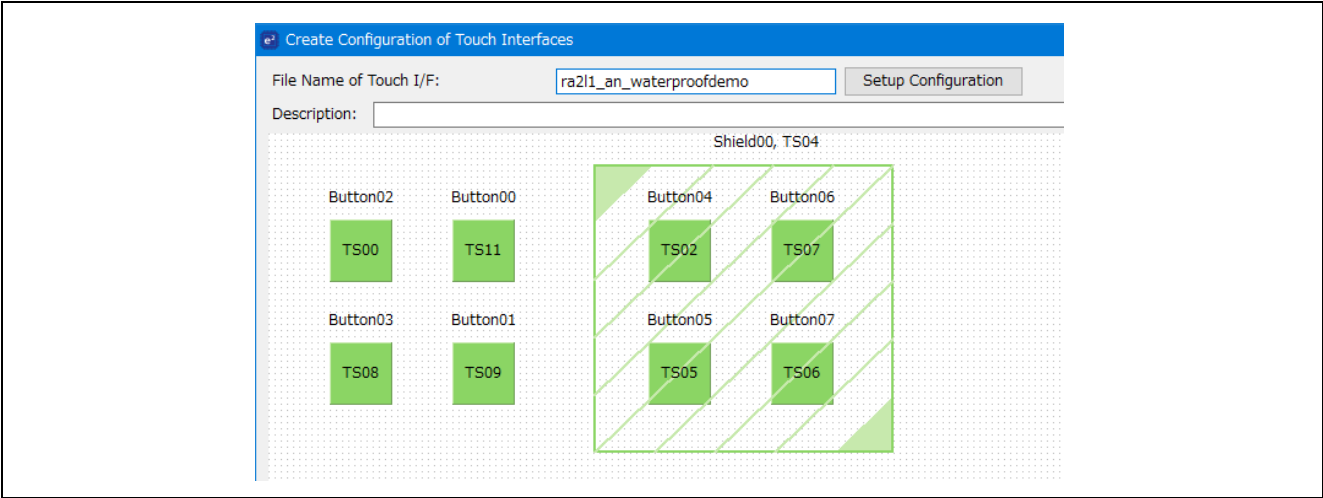 e² Create Configuration of Touch Interfaces
File Name of Touch I/F: ra2l1_an_waterproofdemo Setup Configuration
Description:
Shield00, TS04
Button02 Button00 Button04 Button06
TS00 TS11 TS02 TS07
Button03 Button01 Button05 Button07
TS08 TS09 TS05 TS06